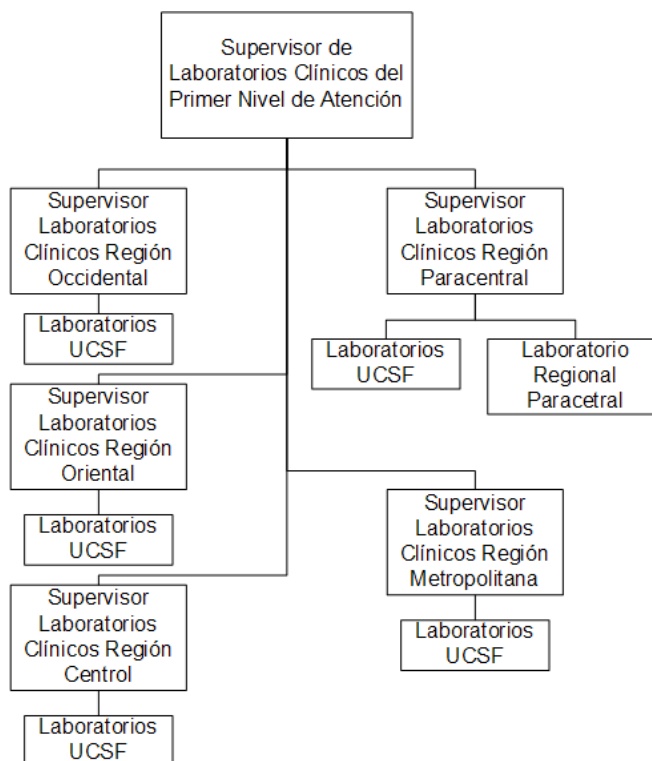 Supervisor de
Laboratorios Clínicos del
Primer Nivel de Atención
Supervisor
Laboratorios
Clínicos Región
Occidental
Laboratorios
UCSF
Supervisor
Laboratorios
Clínicos Región
Paracentral
Laboratorios
UCSF
Laboratorio
Regional
Paracetral
Supervisor
Laboratorios
Clínicos Región
Oriental
Laboratorios
UCSF
Supervisor
Laboratorios
Clínicos Región
Metropolitana
Laboratorios
UCSF
Supervisor
Laboratorios
Clínicos Región
Centrol
Laboratorios
UCSF